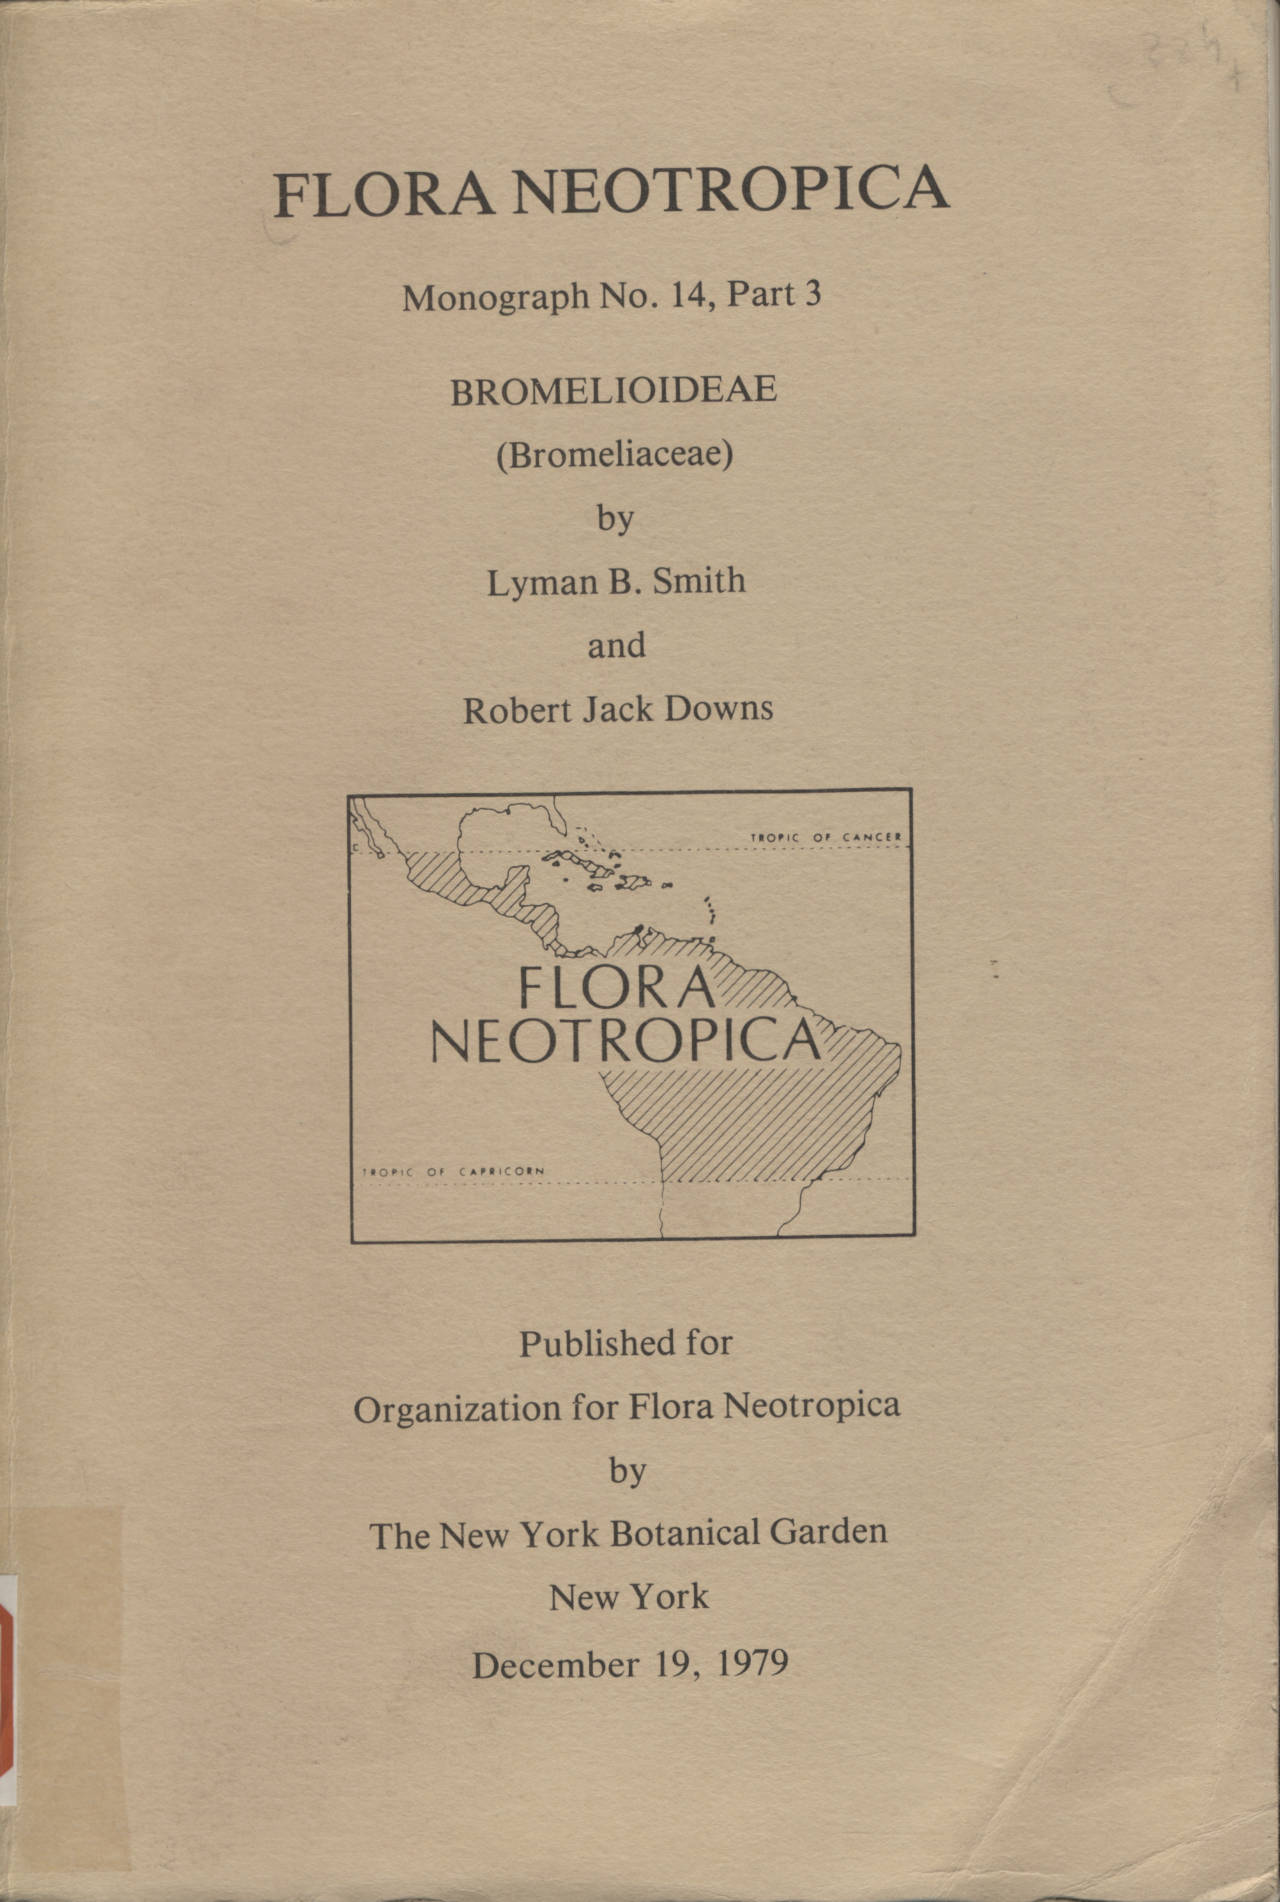 FLORA NEOTROPICA
Monograph No. 14, Part 3
BROMELIOIDEAE
(Bromeliaceae)
by
Lyman B. Smith
and
Robert Jack Downs
TROPIC OF CANCER
FLORA
NEOTROPICA
TROPIC OF CAPRICORN
Published for
Organization for Flora Neotropica
by
The New York Botanical Garden
New York
December 19, 1979